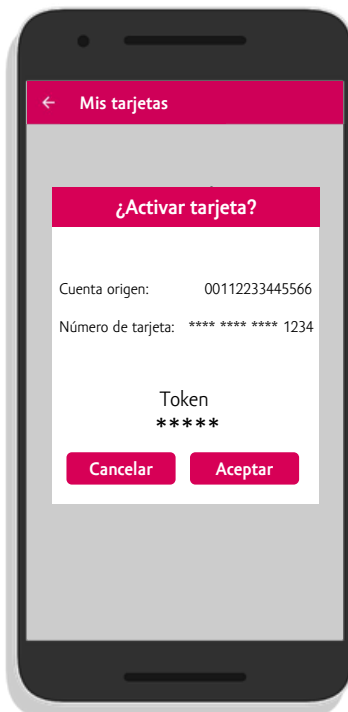 Mis tarjetas
¿Activar tarjeta?
Cuenta origen: 00112233445566
Número de tarjeta: **** **** **** 1234
Token
*****
Cancelar Aceptar